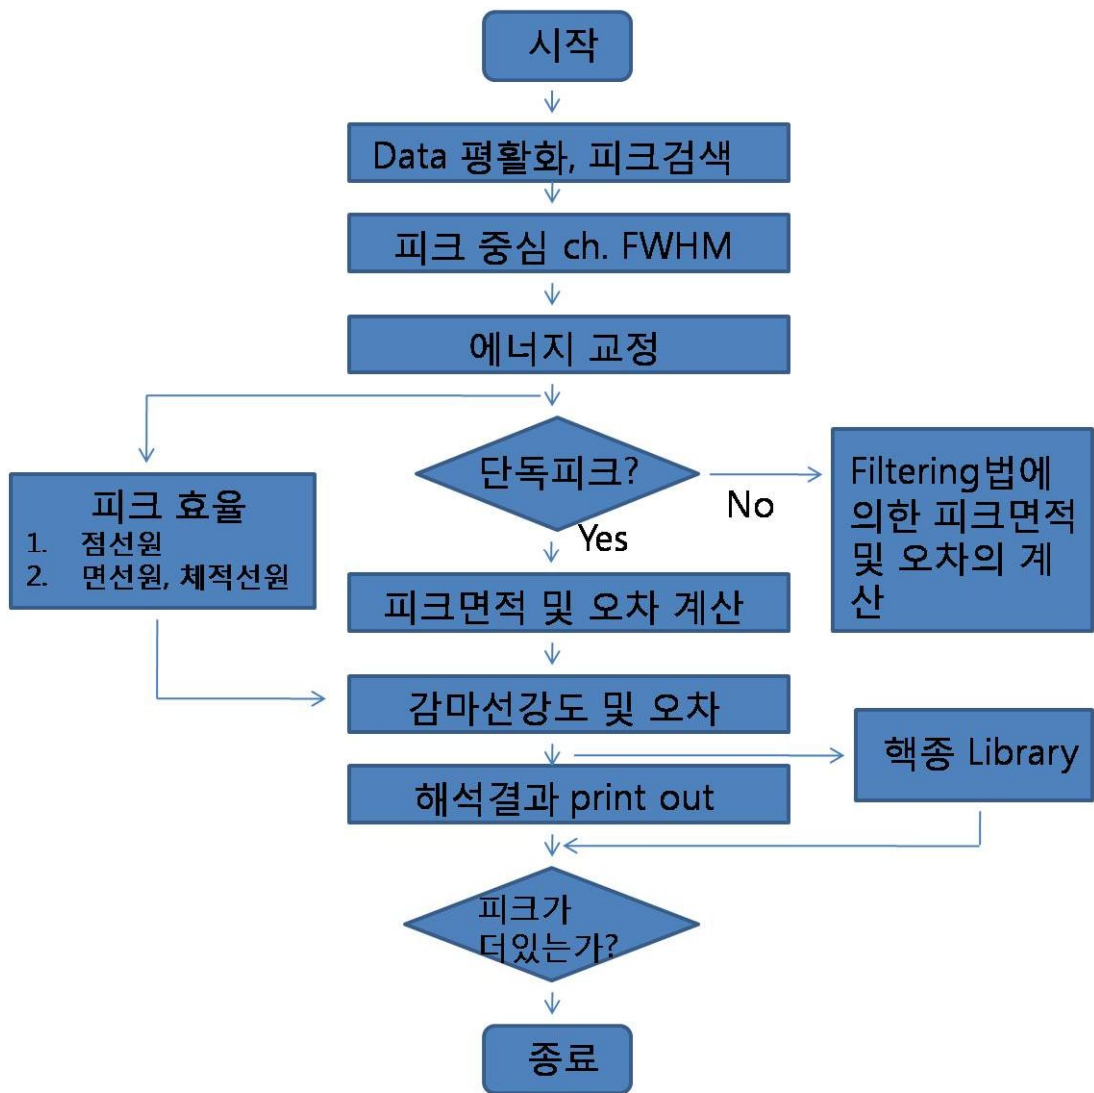 시작
Data 평활화, 피크검색
피크 중심 ch. FWHM
에너지 교정
단독피크?
No
Yes
Filtering법에
의한 피크면적
및 오차의 계
산
피크 효율
1. 점선원
2. 면선원, 체적선원
피크면적 및 오차 계산
감마선강도 및 오차
핵종 Library
해석결과 print out
피크가
더있는가?
종료